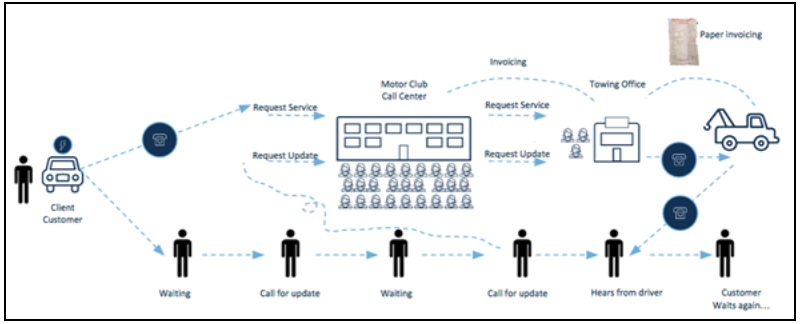 Paper invoicing
Invoicing
Motor Club
Call Center
Towing Office
Request Service
Request Service
Request Update
Request Update
Client
Customer
Waiting
Call for update
Waiting
Call for update
Hears from driver
Customer
Waits again...